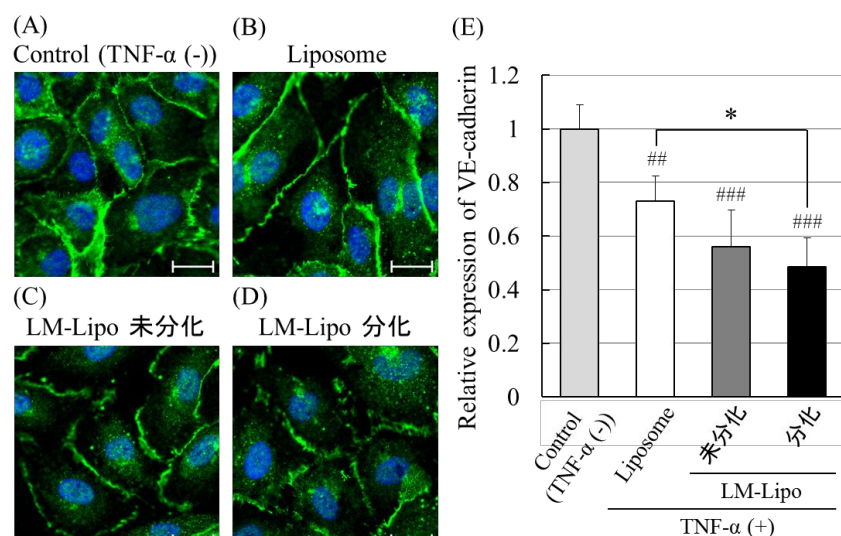 (A)
Control (TNF-α (-))
(B)
Liposome
(C)
LM-Lipo 未分化
(D)
LM-Lipo 分化
(E)
Relative expression of VE-cadherin
1.2
1
0.8
0.6
0.4
0.2
0
*
##
###
###
Control
(TNF-α (-))
Liposome
未分化
分化
LM-Lipo
TNF-α (+)